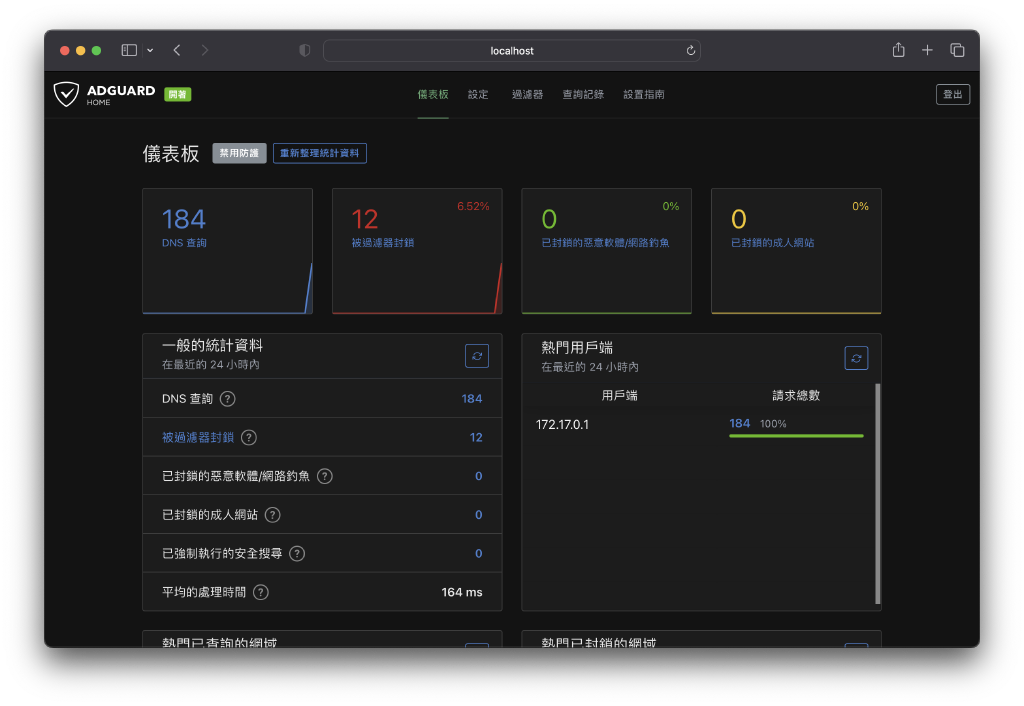 localhost
ADGUARD
HOME
開著
儀表板 設定 過濾器 查詢記錄 設置指南
登出
儀表板 禁用防護 重新整理統計資料
184
DNS 查詢
6.52%
12
被過濾器封鎖
0%
0
已封鎖的惡意軟體/網路釣魚
0%
0
已封鎖的成人網站
一般的統計資料
在最近的 24 小時內
DNS 查詢 ? 184
被過濾器封鎖 ? 12
已封鎖的惡意軟體/網路釣魚 ? 0
已封鎖的成人網站 ? 0
已強制執行的安全搜尋 ? 0
平均的處理時間 ? 164 ms
熱門用戶端
在最近的 24 小時內
用戶端 請求總數
172.17.0.1 184 100%
熱門已查詢的網域
熱門已封鎖的網域